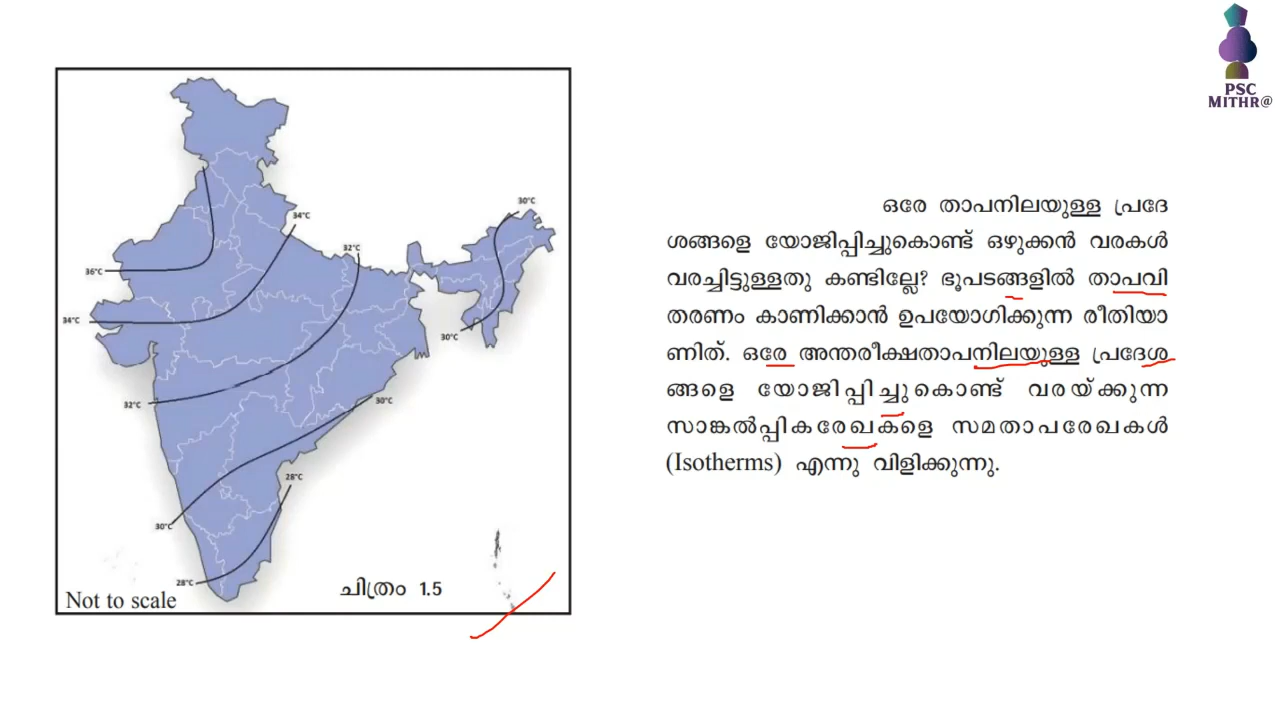 PSC
MITHR@
30°C
34°C
32°C
36°C
34°C
30°C
32°C
30°C
28°C
30°C
28°C
Not to scale
ചിത്രം 1.5
ഒരേ താപനിലയുള്ള പ്രദേ
ശങ്ങളെ യോജിപ്പിച്ചുകൊണ്ട് ഒഴുക്കൻ വരകൾ
വരച്ചിട്ടുള്ളതു കണ്ടില്ലേ? ഭൂപടങ്ങളിൽ താപവി
തരണം കാണിക്കാൻ ഉപയോഗിക്കുന്ന രീതിയാ
ണിത്. ഒരേ അന്തരീക്ഷതാപനിലയുള്ള പ്രദേശ
ങ്ങളെ യോജിപ്പിച്ചുകൊണ്ട് വരയ്ക്കുന്ന
സാങ്കൽപ്പികരേഖകളെ സമതാപരേഖകൾ
(Isotherms) എന്നു വിളിക്കുന്നു.